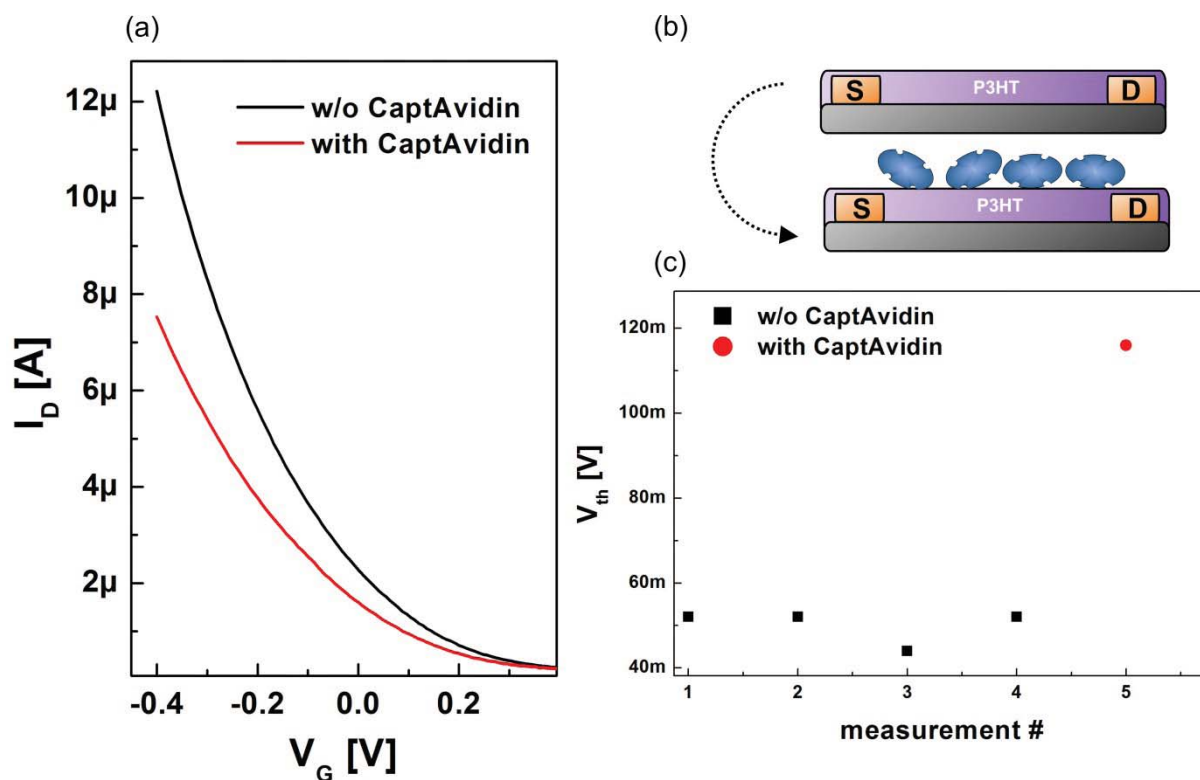 (a)
w/o CaptAvidin
with CaptAvidin
12μ
10μ
8μ
6μ
4μ
2μ
I_D [A]
-0.4 -0.2 0.0 0.2
V_G [V]
(b)
S P3HT D
S P3HT D
(c)
w/o CaptAvidin
with CaptAvidin
120m
100m
80m
60m
40m
V_th [V]
1 2 3 4 5
measurement #